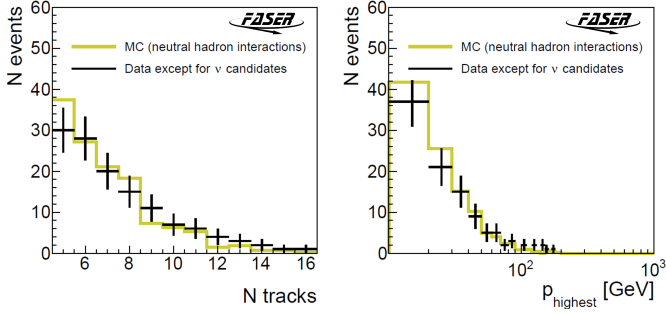 60
50
40
30
20
10
0
N events
FASER
MC (neutral hadron interactions)
Data except for ν candidates
6 8 10 12 14 16
N tracks
60
50
40
30
20
10
0
N events
FASER
MC (neutral hadron interactions)
Data except for ν candidates
10² 10³
p_highest [GeV]